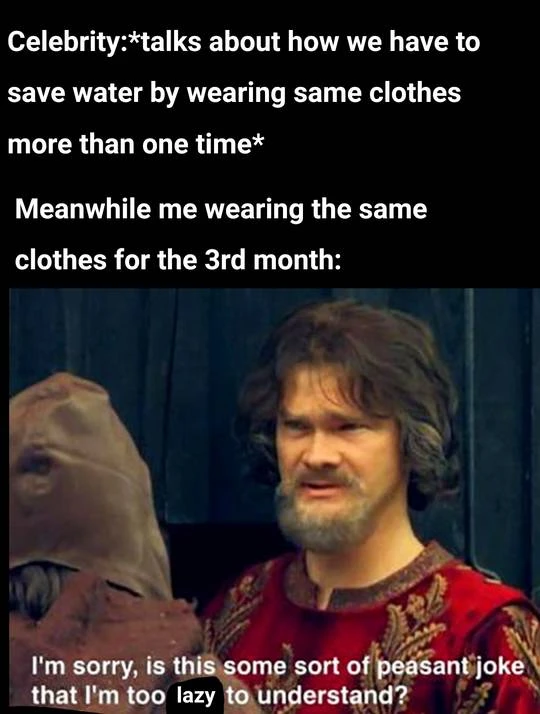 Celebrity:*talks about how we have to
save water by wearing same clothes
more than one time*
Meanwhile me wearing the same
clothes for the 3rd month:
I'm sorry, is this some sort of peasant joke
that I'm too lazy to understand?